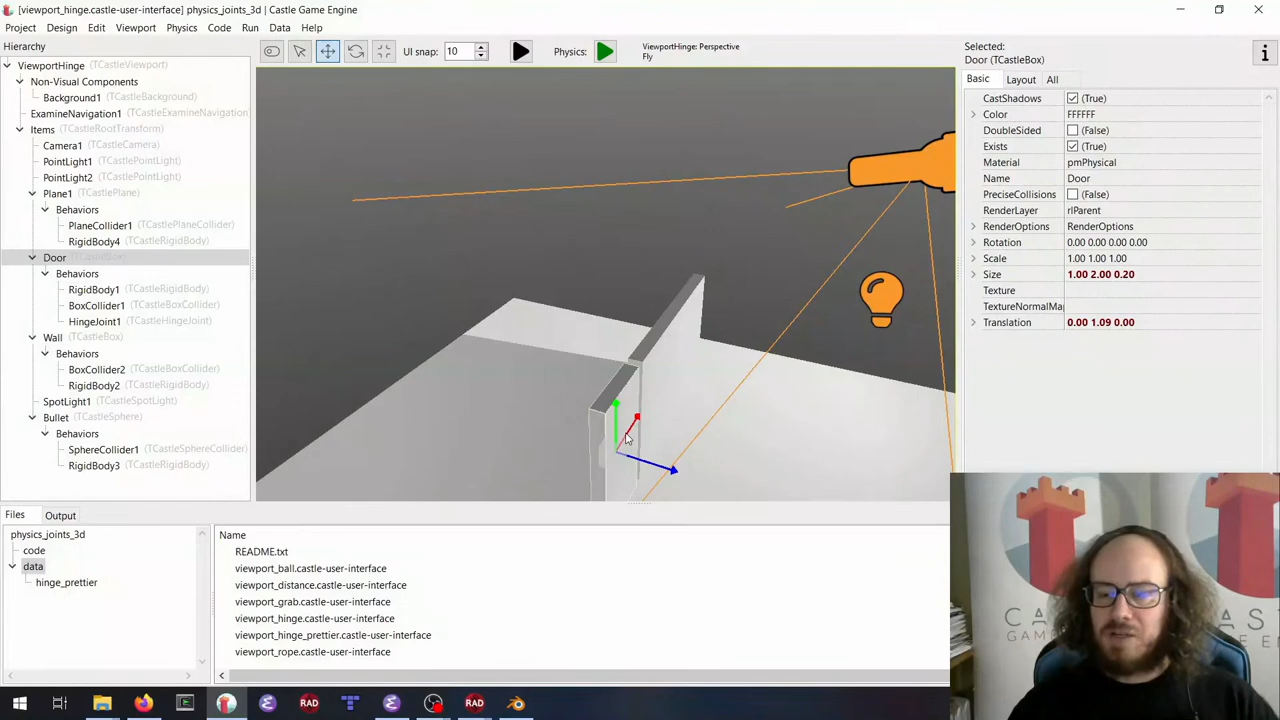 [viewport_hinge.castle-user-interface] physics_joints_3d | Castle Game Engine
Project Design Edit Viewport Physics Code Run Data Help
Hierarchy
ViewportHinge (TCastleViewport)
Non-Visual Components
Background1 (TCastleBackground)
ExamineNavigation1 (TCastleExamineNavigation)
Items (TCastleRootTransform)
Camera1 (TCastleCamera)
PointLight1 (TCastlePointLight)
PointLight2 (TCastlePointLight)
Plane1 (TCastlePlane)
Behaviors
PlaneCollider1 (TCastlePlaneCollider)
RigidBody4 (TCastleRigidBody)
Door (TCastleBox)
Behaviors
RigidBody1 (TCastleRigidBody)
BoxCollider1 (TCastleBoxCollider)
HingeJoint1 (TCastleHingeJoint)
Wall (TCastleBox)
Behaviors
BoxCollider2 (TCastleBoxCollider)
RigidBody2 (TCastleRigidBody)
SpotLight1 (TCastleSpotLight)
Bullet (TCastleSphere)
Behaviors
SphereCollider1 (TCastleSphereCollider)
RigidBody3 (TCastleRigidBody)
UI snap: 10
Physics:
ViewportHinge: Perspective
Fly
Selected:
Door (TCastleBox)
Basic Layout All
CastShadows (True)
Color FFFFFF
DoubleSided (False)
Exists (True)
Material pmPhysical
Name Door
PreciseCollisions (False)
RenderLayer rlParent
RenderOptions RenderOptions
Rotation 0.00 0.00 0.00 0.00
Scale 1.00 1.00 1.00
Size 1.00 2.00 0.20
Texture
TextureNormalMa
Translation 0.00 1.09 0.00
Files Output
physics_joints_3d
code
data
hinge_prettier
Name
README.txt
viewport_ball.castle-user-interface
viewport_distance.castle-user-interface
viewport_grab.castle-user-interface
viewport_hinge.castle-user-interface
viewport_hinge_prettier.castle-user-interface
viewport_rope.castle-user-interface
RAD
RAD